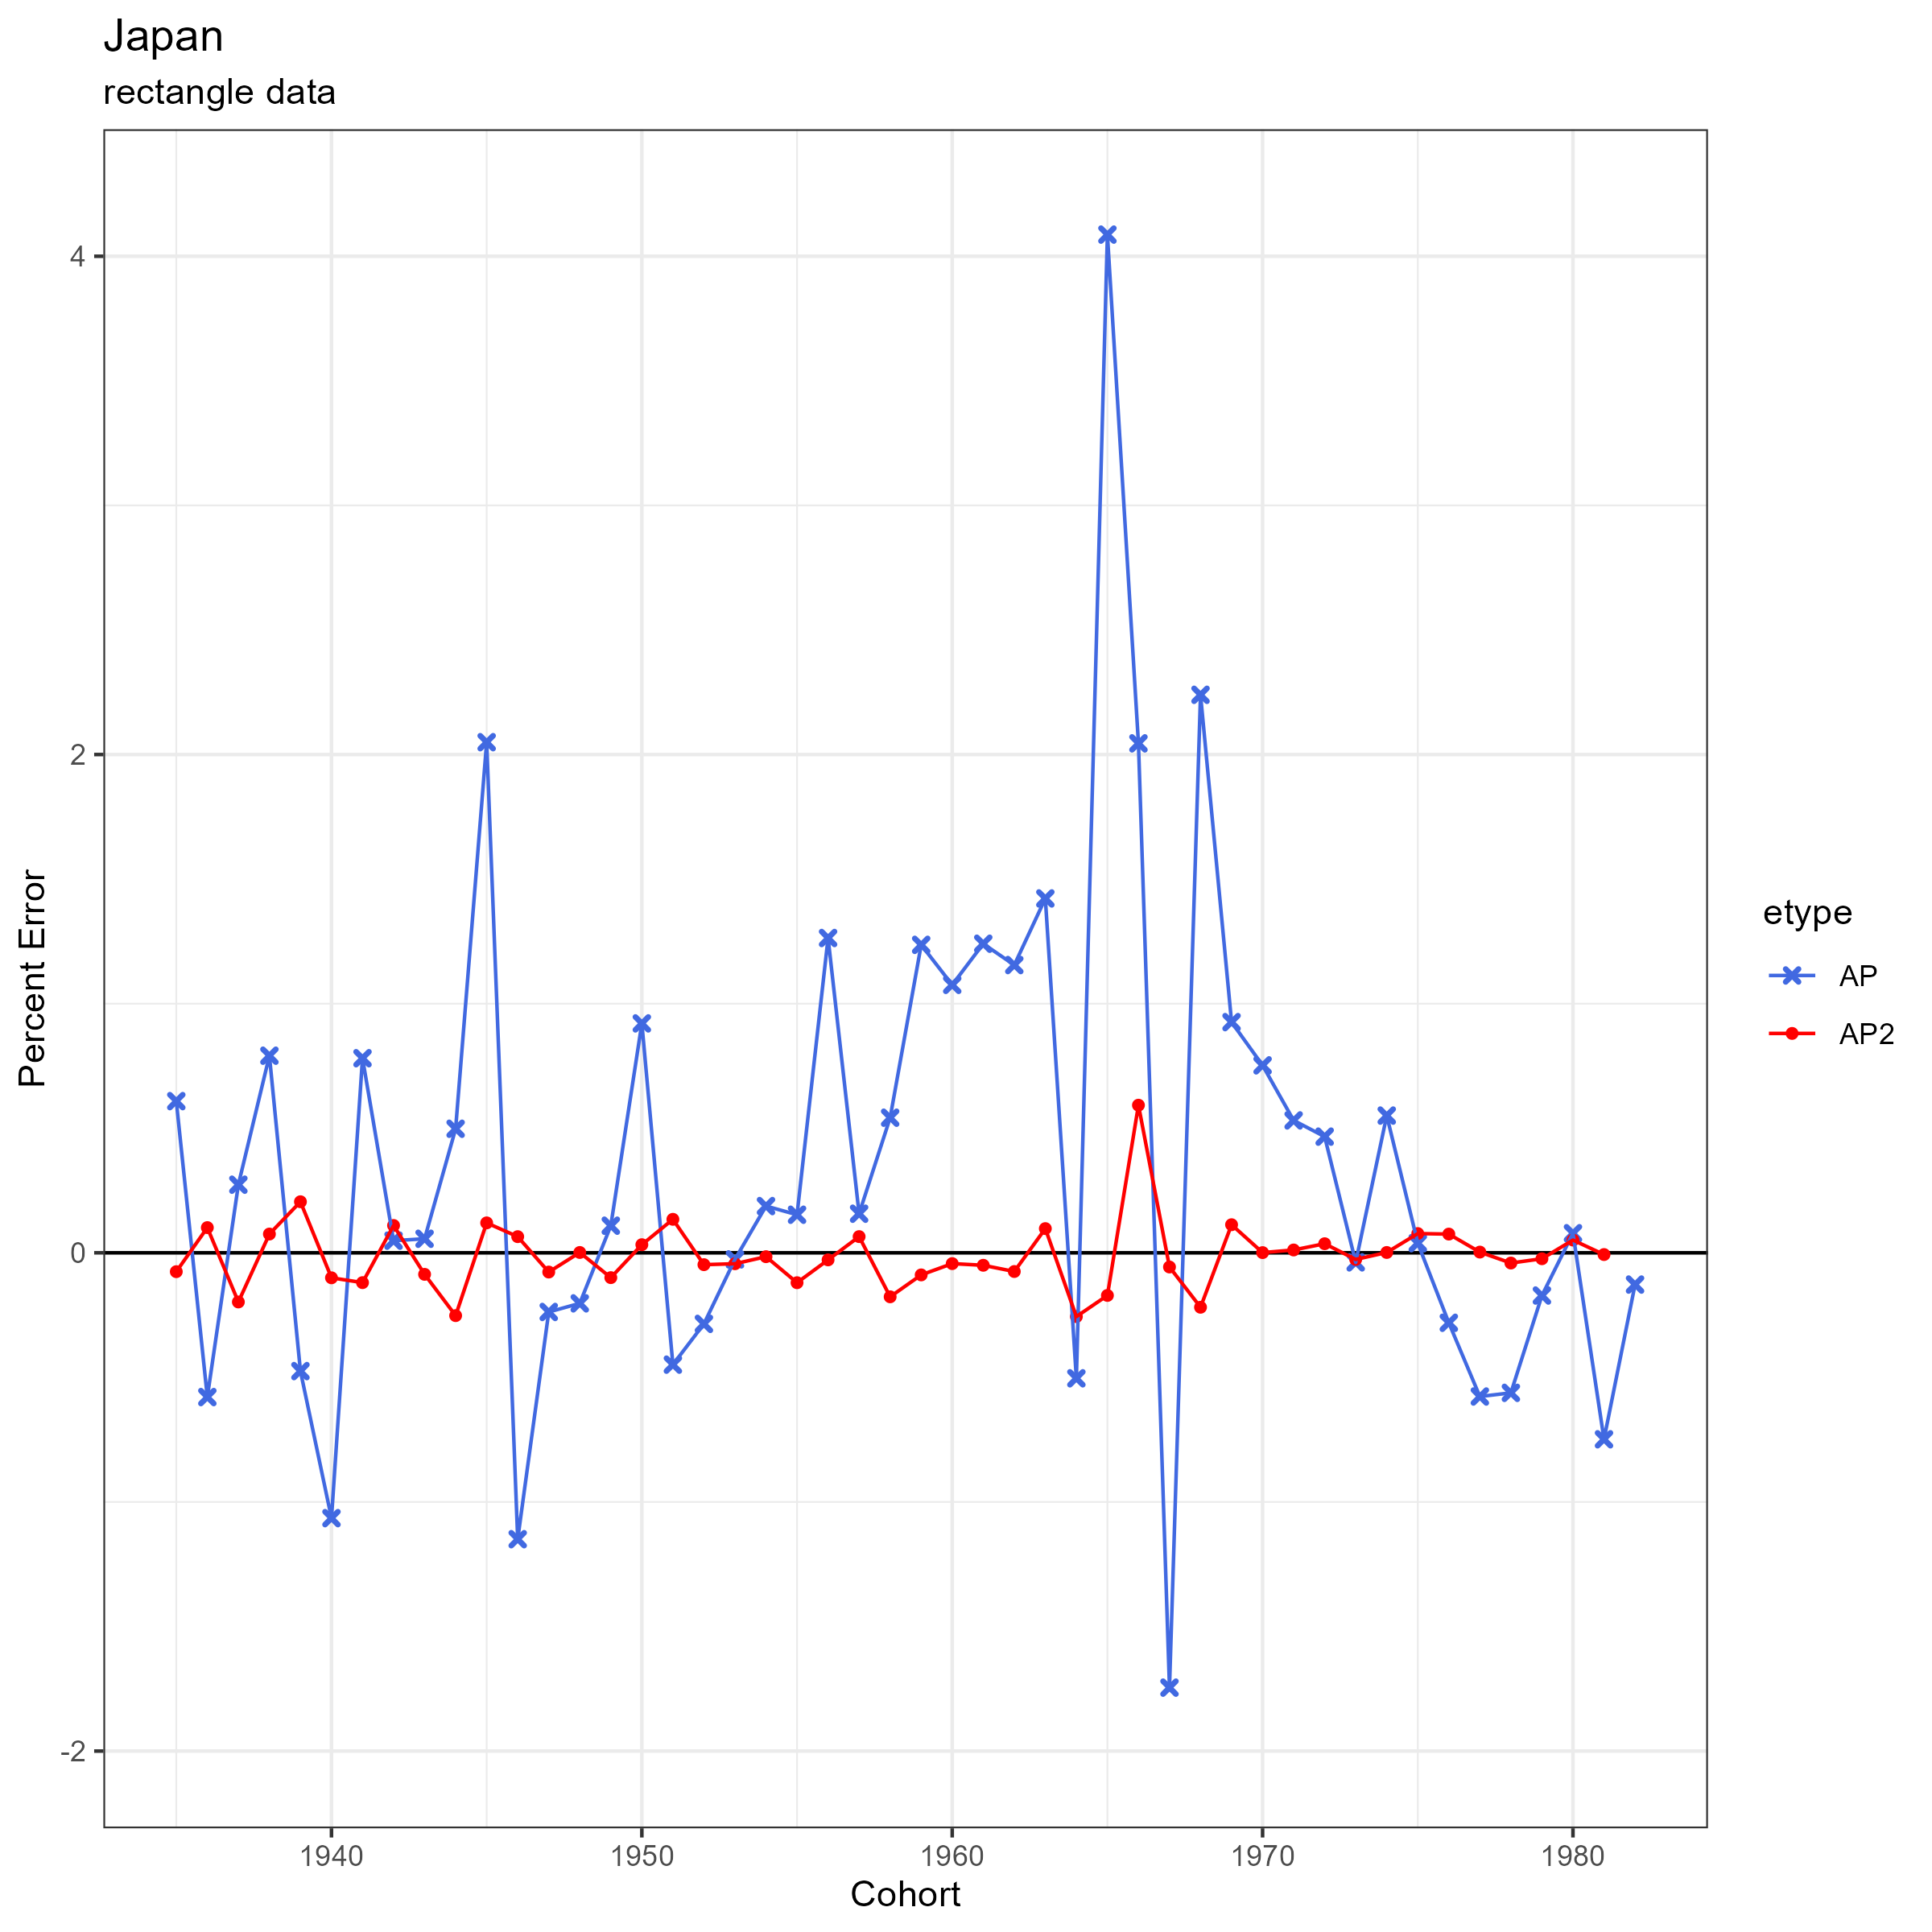 Japan
rectangle data
4
2
0
-2
Percent Error
1940
1950
1960
1970
1980
Cohort
etype
AP
AP2